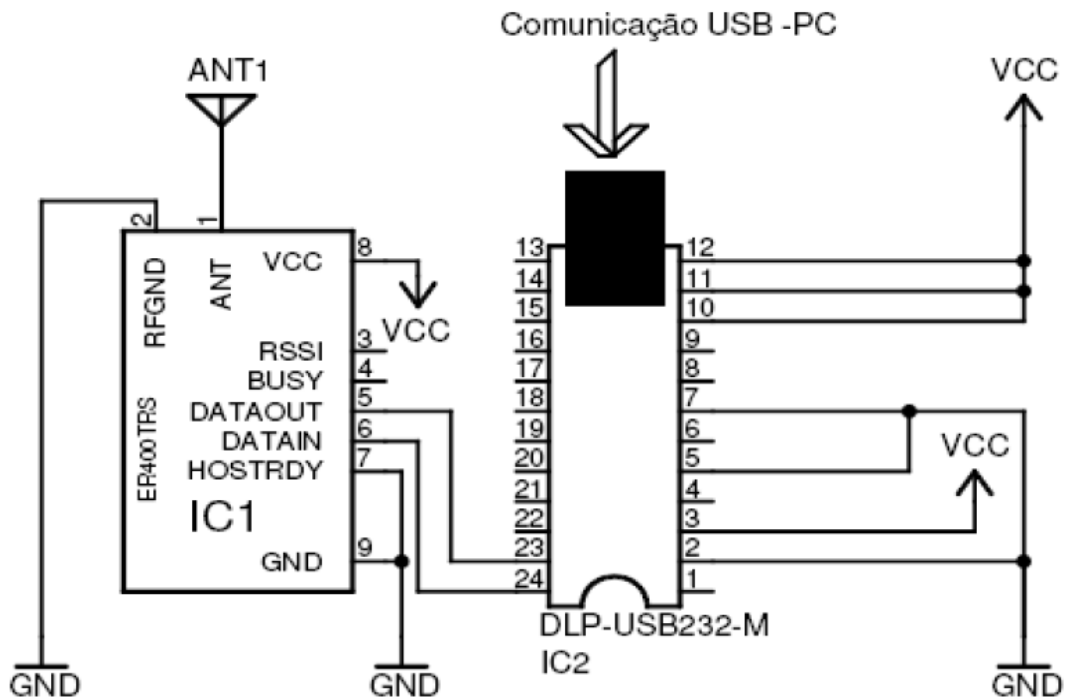 Comunicação USB -PC
ANT1
VCC
2
1
RFGND
ANT
VCC
8
VCC
RSSI
3
BUSY
4
DATAOUT
5
DATAIN
6
HOSTRDY
7
ER400TRS
IC1
GND
9
13
14
15
16
17
18
19
20
21
22
23
24
12
11
10
9
8
7
6
5
4
3
2
1
VCC
DLP-USB232-M
IC2
GND
GND
GND